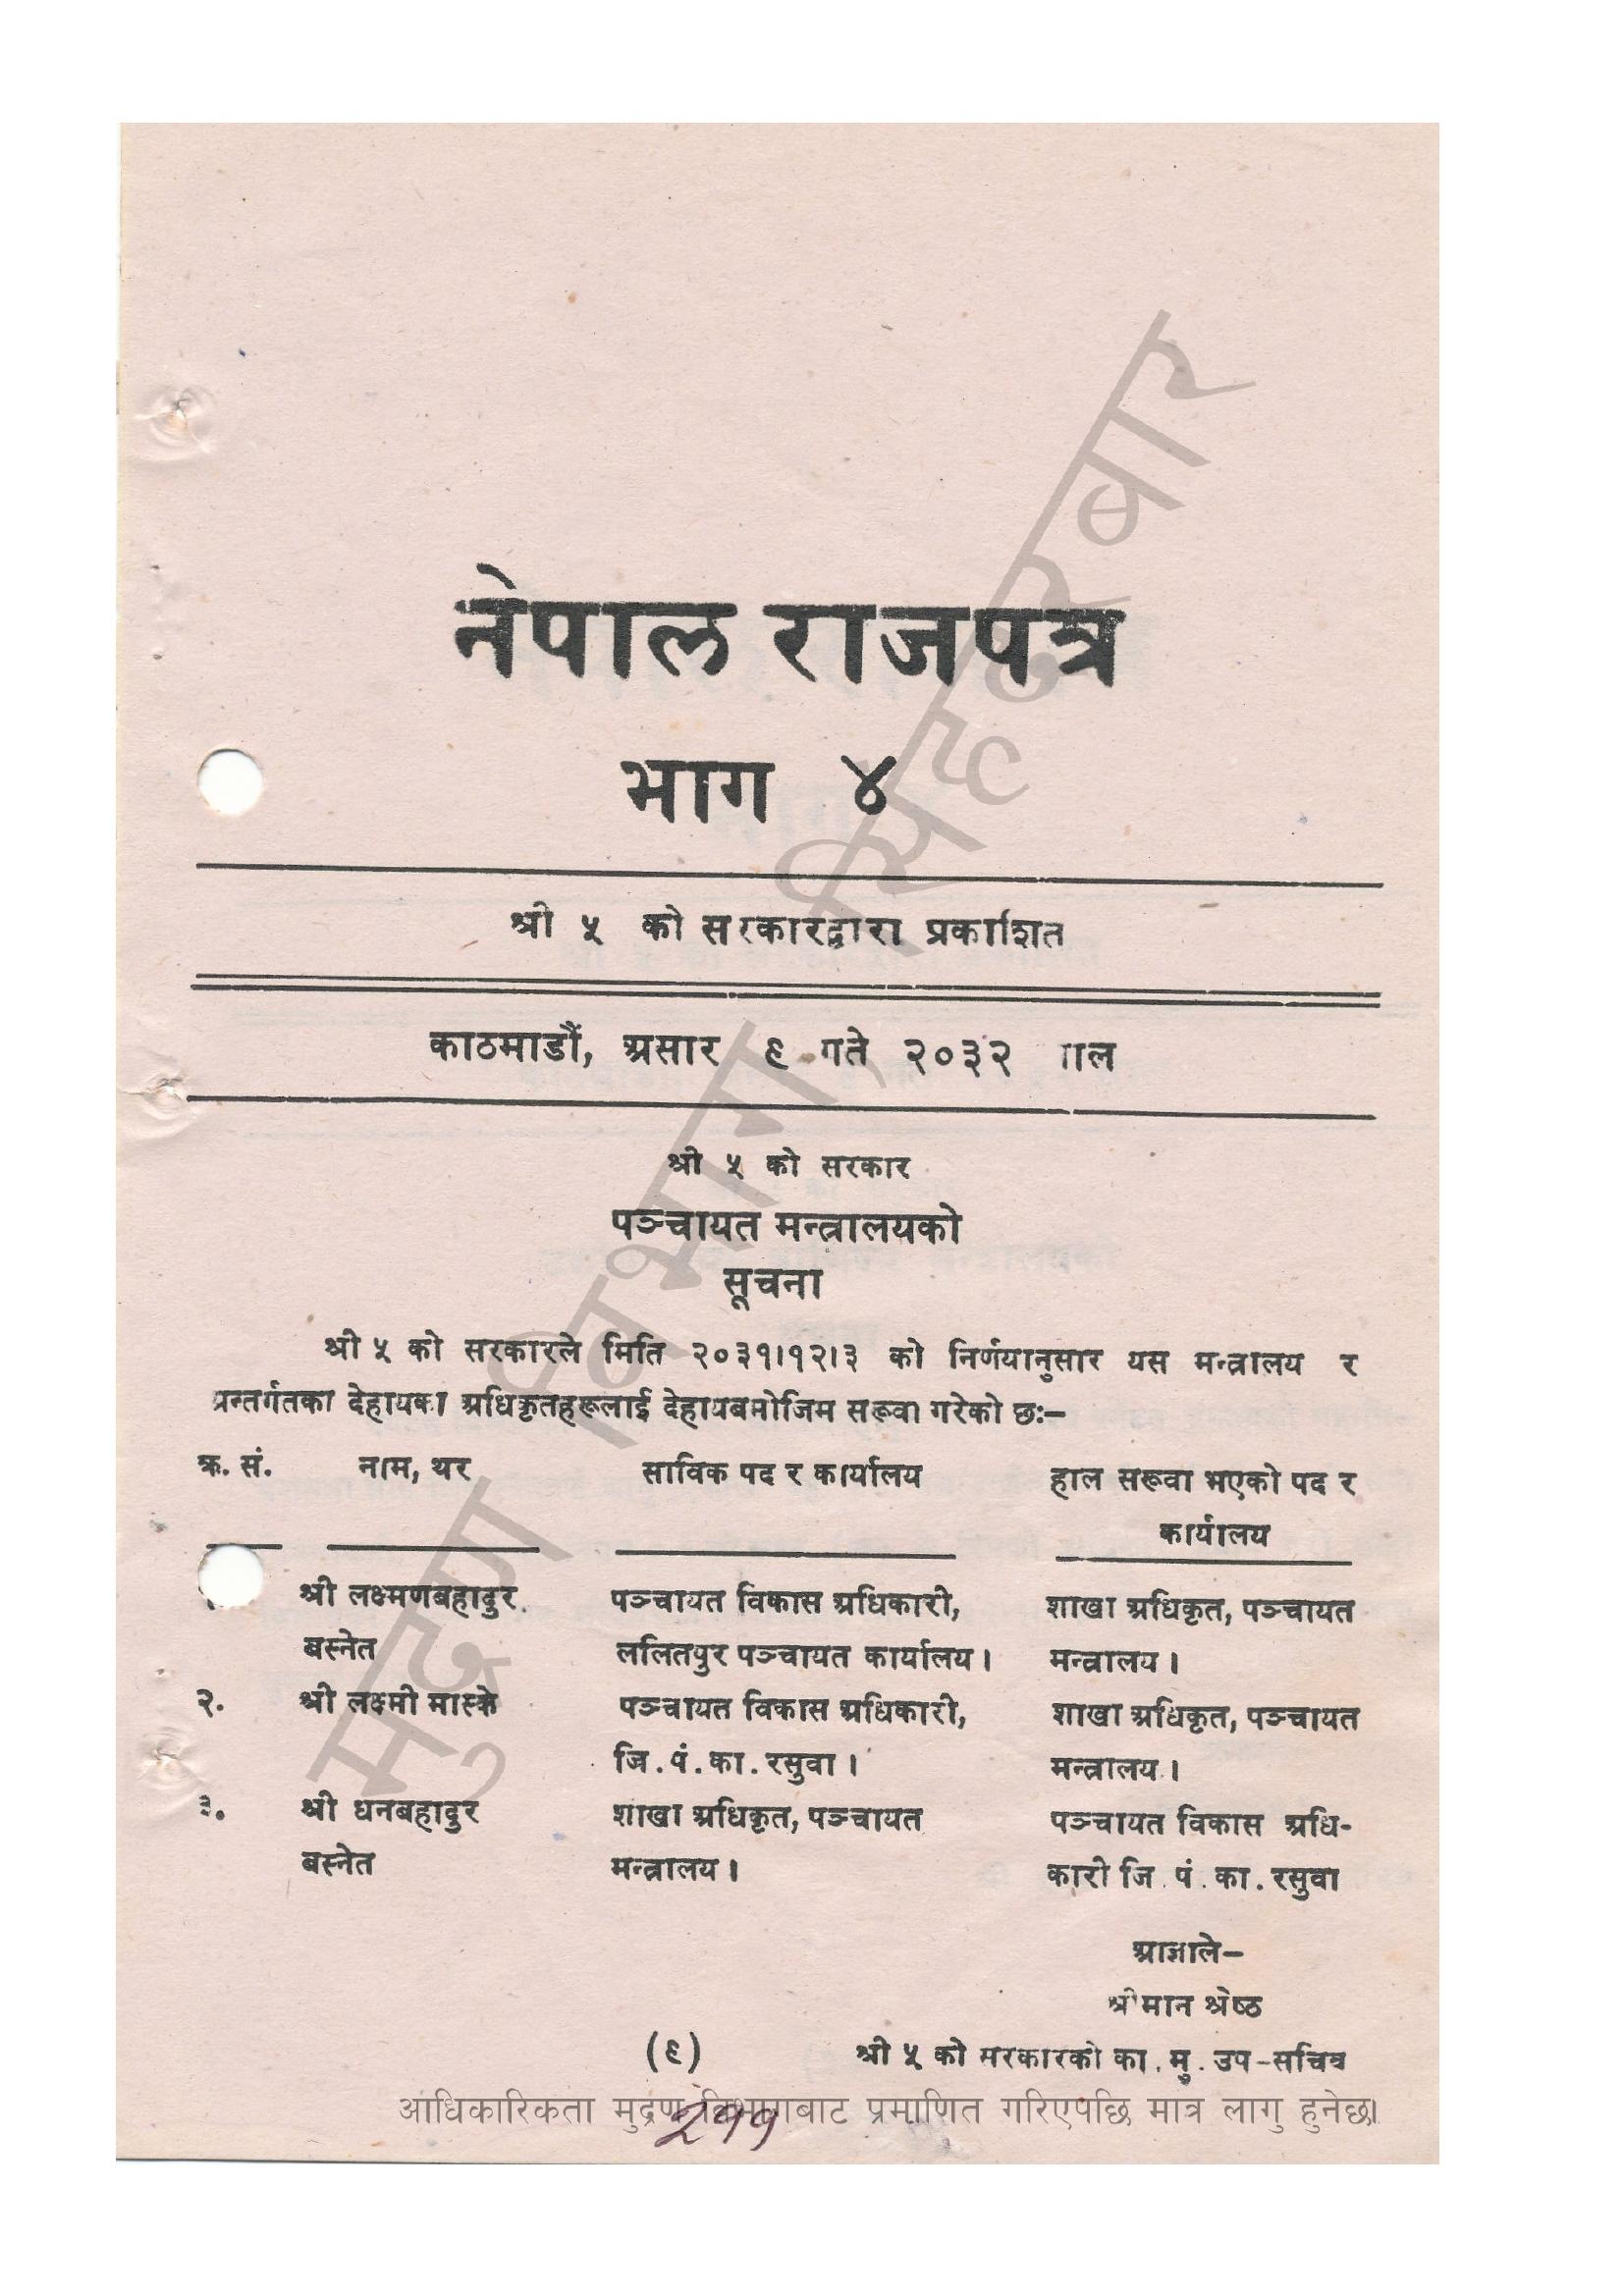 नेपाल राजपत्र
भाग ४
श्री ५ को सरकारद्वारा प्रकाशित
काठमाडौं, असार ९ गते २०३२ साल
श्री ५ को सरकार
पञ्चायत मन्त्रालयको
सूचना
श्री ५ को सरकारले मिति २०३१।१२।३ को निर्णयानुसार यस मन्त्रालय र
अन्तर्गतका देहायका अधिकृतहरूलाई देहायबमोजिम सरूवा गरेको छः–
क्र. सं. नाम, थर साविक पद र कार्यालय हाल सरूवा भएको पद र
कार्यालय
श्री लक्ष्मणबहादुर पञ्चायत विकास अधिकारी, शाखा अधिकृत, पञ्चायत
बस्नेत ललितपुर पञ्चायत कार्यालय । मन्त्रालय ।
२. श्री लक्ष्मी मास्के पञ्चायत विकास अधिकारी, शाखा अधिकृत, पञ्चायत
जि. पं. का. रसुवा । मन्त्रालय ।
३. श्री धनबहादुर शाखा अधिकृत, पञ्चायत पञ्चायत विकास अधि-
बस्नेत मन्त्रालय । कारी जि. पं. का. रसुवा
आज्ञाले–
श्रीमान श्रेष्ठ
(९) श्री ५ को सरकारको का. मु. उप-सचिव
आधिकारिकता मुद्रण विभागबाट प्रमाणित गरिएपछि मात्र लागु हुनेछ।
२११
मुद्रण विभाग, सिंहदरबार